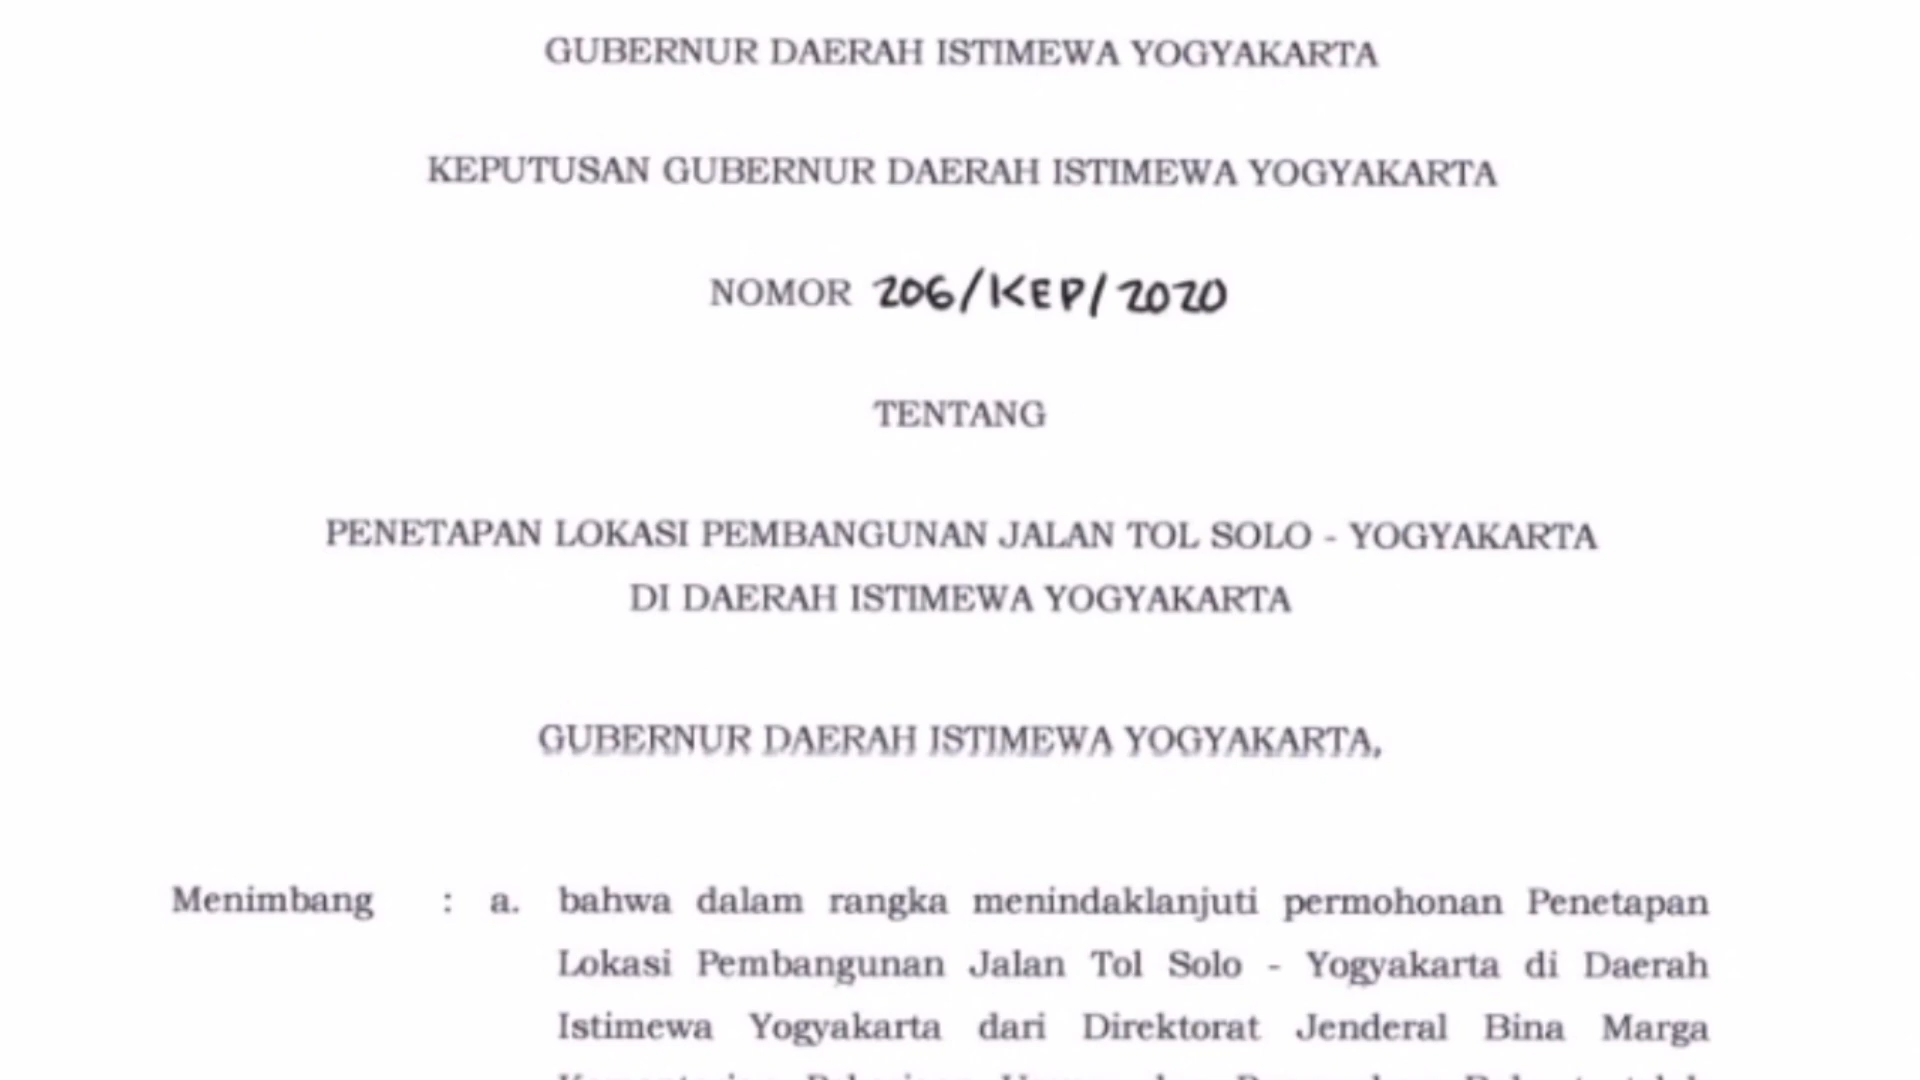 GUBERNUR DAERAH ISTIMEWA YOGYAKARTA
KEPUTUSAN GUBERNUR DAERAH ISTIMEWA YOGYAKARTA
NOMOR 206/KEP/2020
TENTANG
PENETAPAN LOKASI PEMBANGUNAN JALAN TOL SOLO - YOGYAKARTA
DI DAERAH ISTIMEWA YOGYAKARTA
GUBERNUR DAERAH ISTIMEWA YOGYAKARTA,
Menimbang : a. bahwa dalam rangka menindaklanjuti permohonan Penetapan
Lokasi Pembangunan Jalan Tol Solo - Yogyakarta di Daerah
Istimewa Yogyakarta dari Direktorat Jenderal Bina Marga